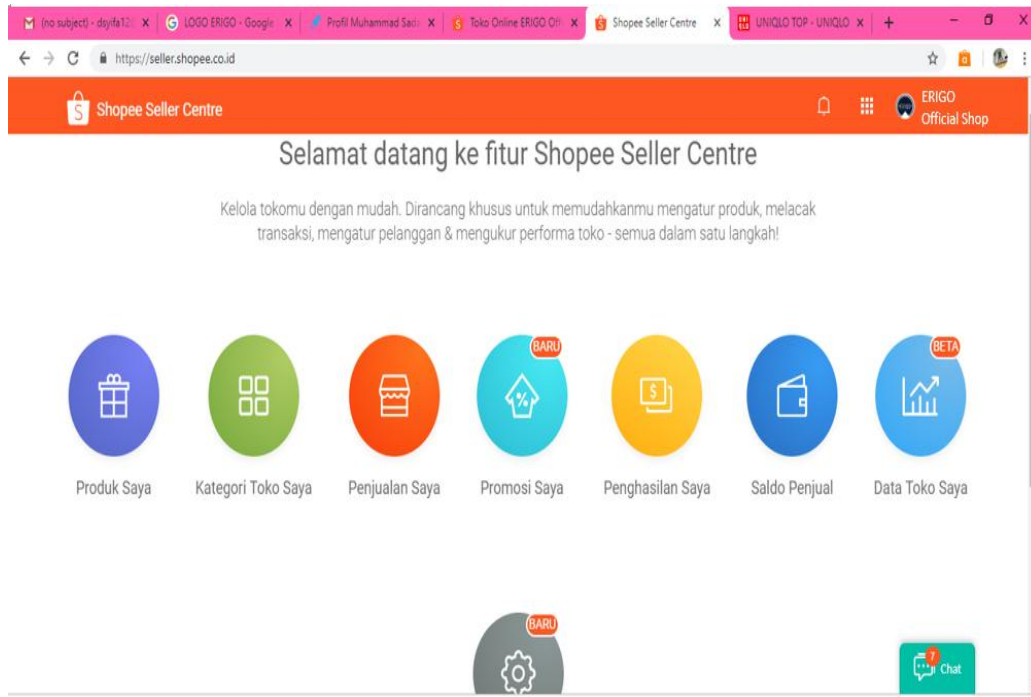 (no subject) - dsyifa12
LOGO ERIGO - Google
Profil Muhammad Sad
Toko Online ERIGO Off
Shopee Seller Centre
UNIQLO TOP - UNIQLO
https://seller.shopee.co.id
Shopee Seller Centre
ERIGO
Official Shop
Selamat datang ke fitur Shopee Seller Centre
Kelola tokomu dengan mudah. Dirancang khusus untuk memudahkanmu mengatur produk, melacak
transaksi, mengatur pelanggan & mengukur performa toko - semua dalam satu langkah!
BARU
BETA
Produk Saya
Kategori Toko Saya
Penjualan Saya
Promosi Saya
Penghasilan Saya
Saldo Penjual
Data Toko Saya
BARU
7
Chat